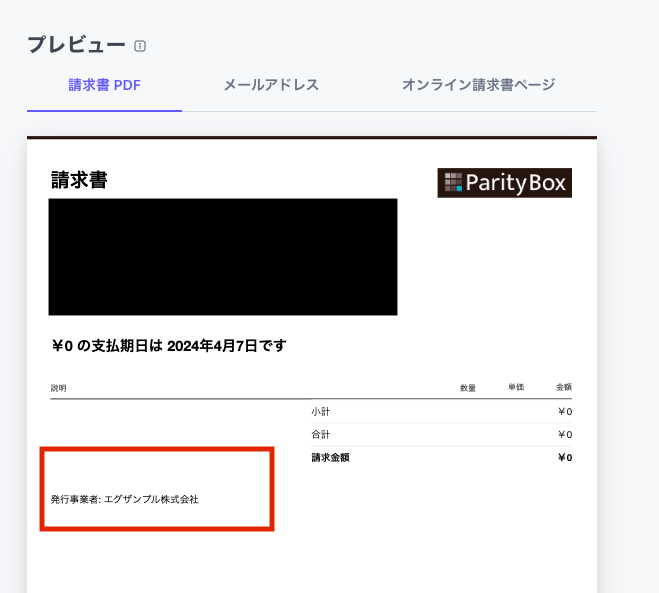 プレビュー
請求書 PDF
メールアドレス
オンライン請求書ページ
請求書
ParityBox
¥0 の支払期日は 2024年4月7日です
説明 数量 単価 金額
小計 ¥0
合計 ¥0
請求金額 ¥0
発行事業者: エグザンプル株式会社